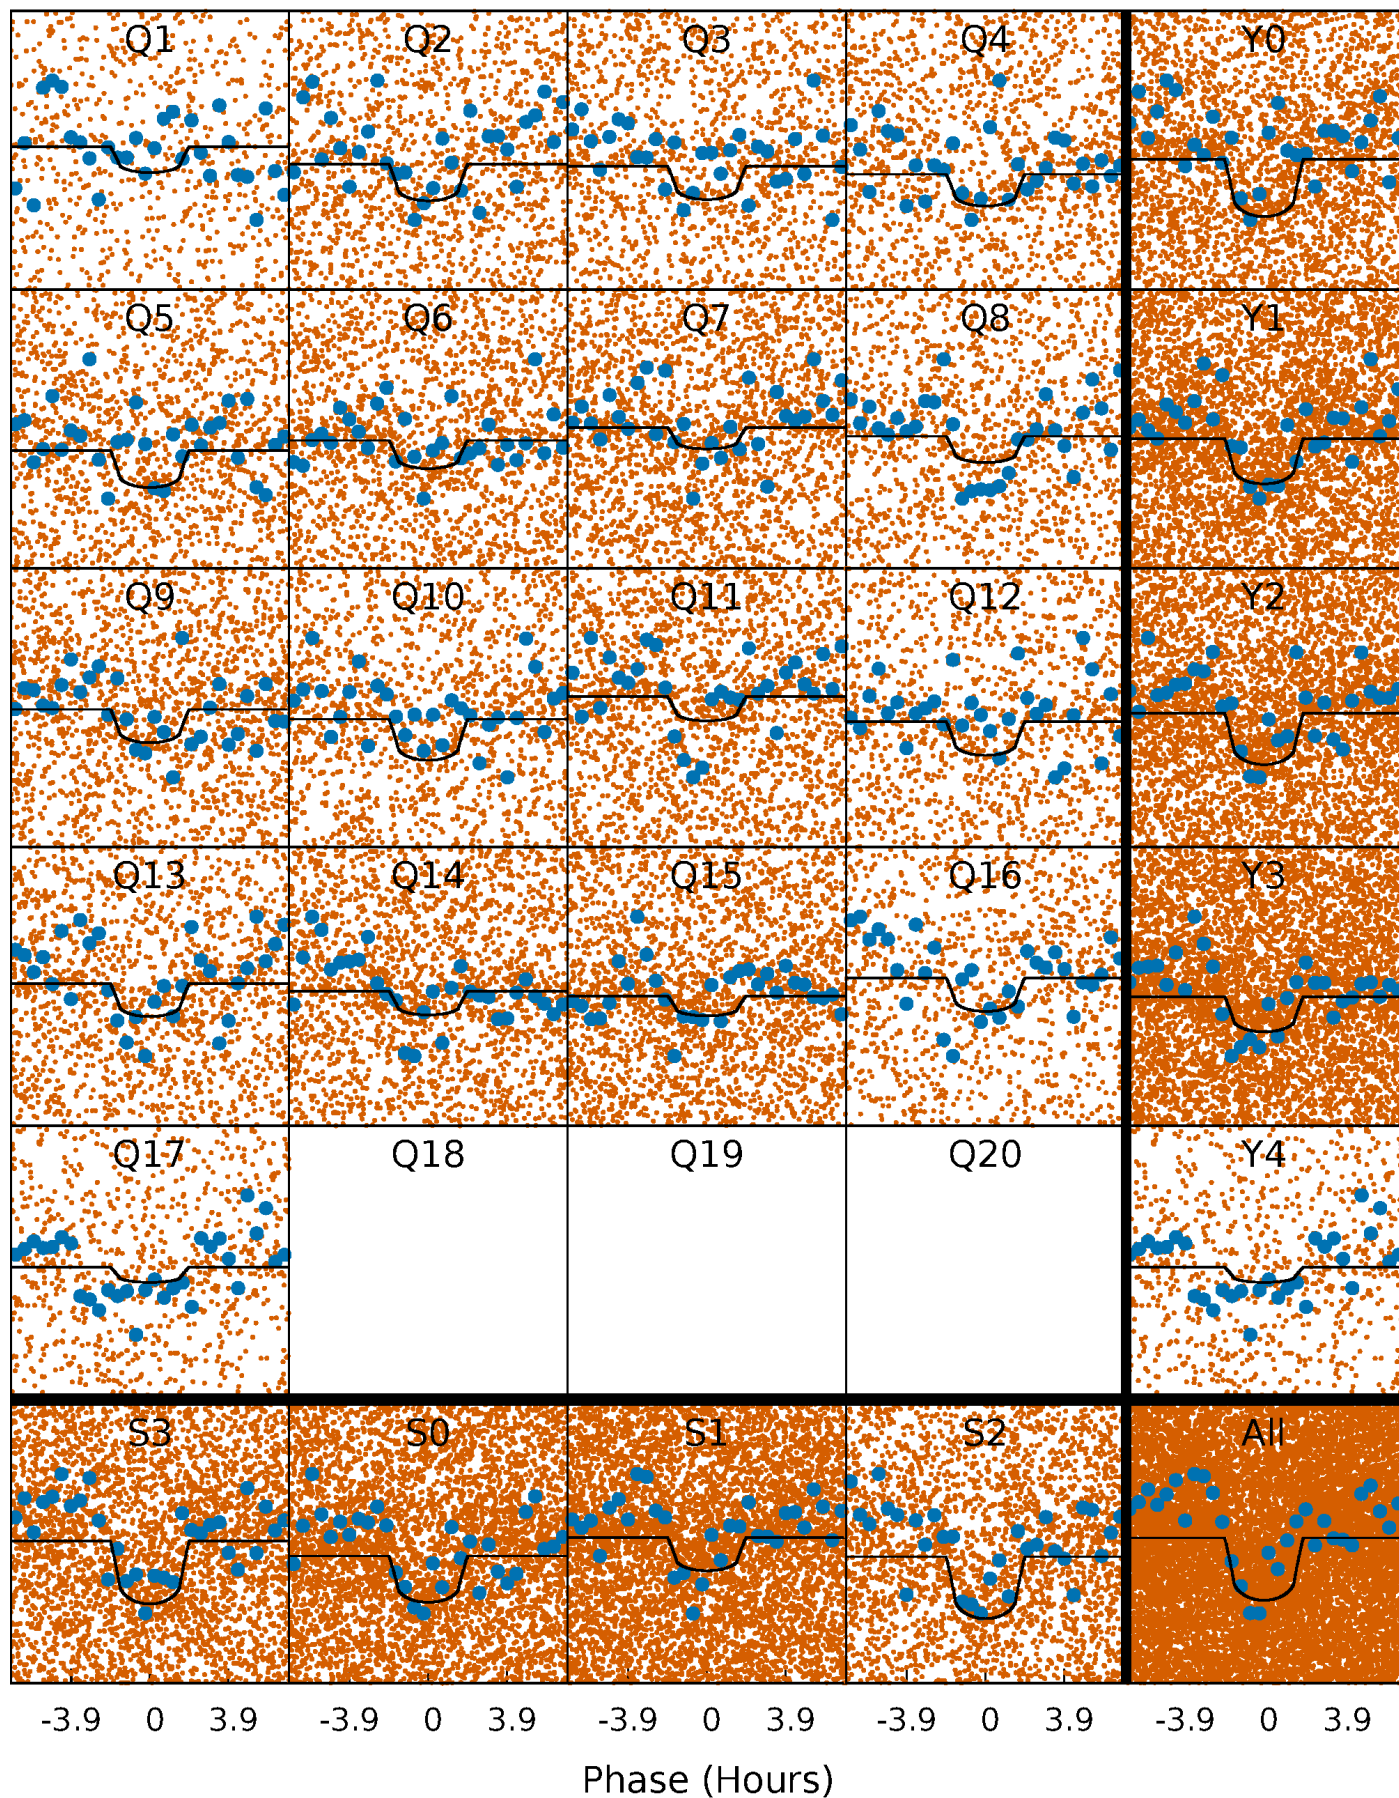 Q1 Q2 Q3 Q4 Y0
Q5 Q6 Q7 Q8 Y1
Q9 Q10 Q11 Q12 Y2
Q13 Q14 Q15 Q16 Y3
Q17 Q18 Q19 Q20 Y4
S3 S0 S1 S2 All
-3.9 0 3.9 -3.9 0 3.9 -3.9 0 3.9 -3.9 0 3.9 -3.9 0 3.9
Phase (Hours)